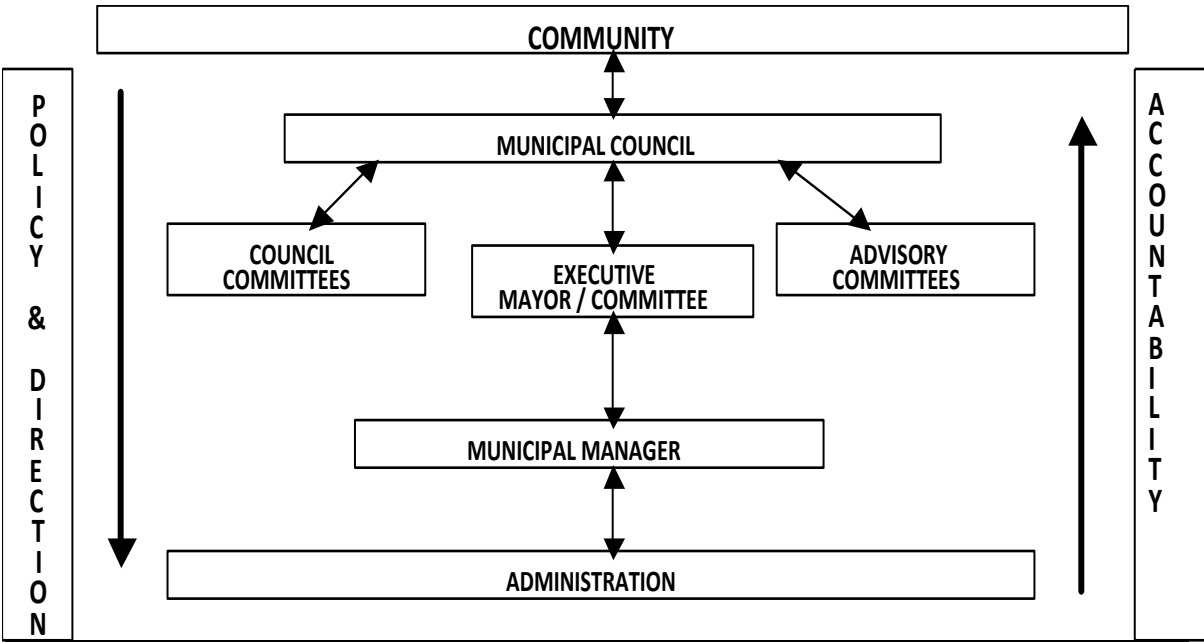 COMMUNITY
POLICY & DIRECTION
ACCOUNTABILITY
MUNICIPAL COUNCIL
COUNCIL
COMMITTEES
EXECUTIVE
MAYOR / COMMITTEE
ADVISORY
COMMITTEES
MUNICIPAL MANAGER
ADMINISTRATION